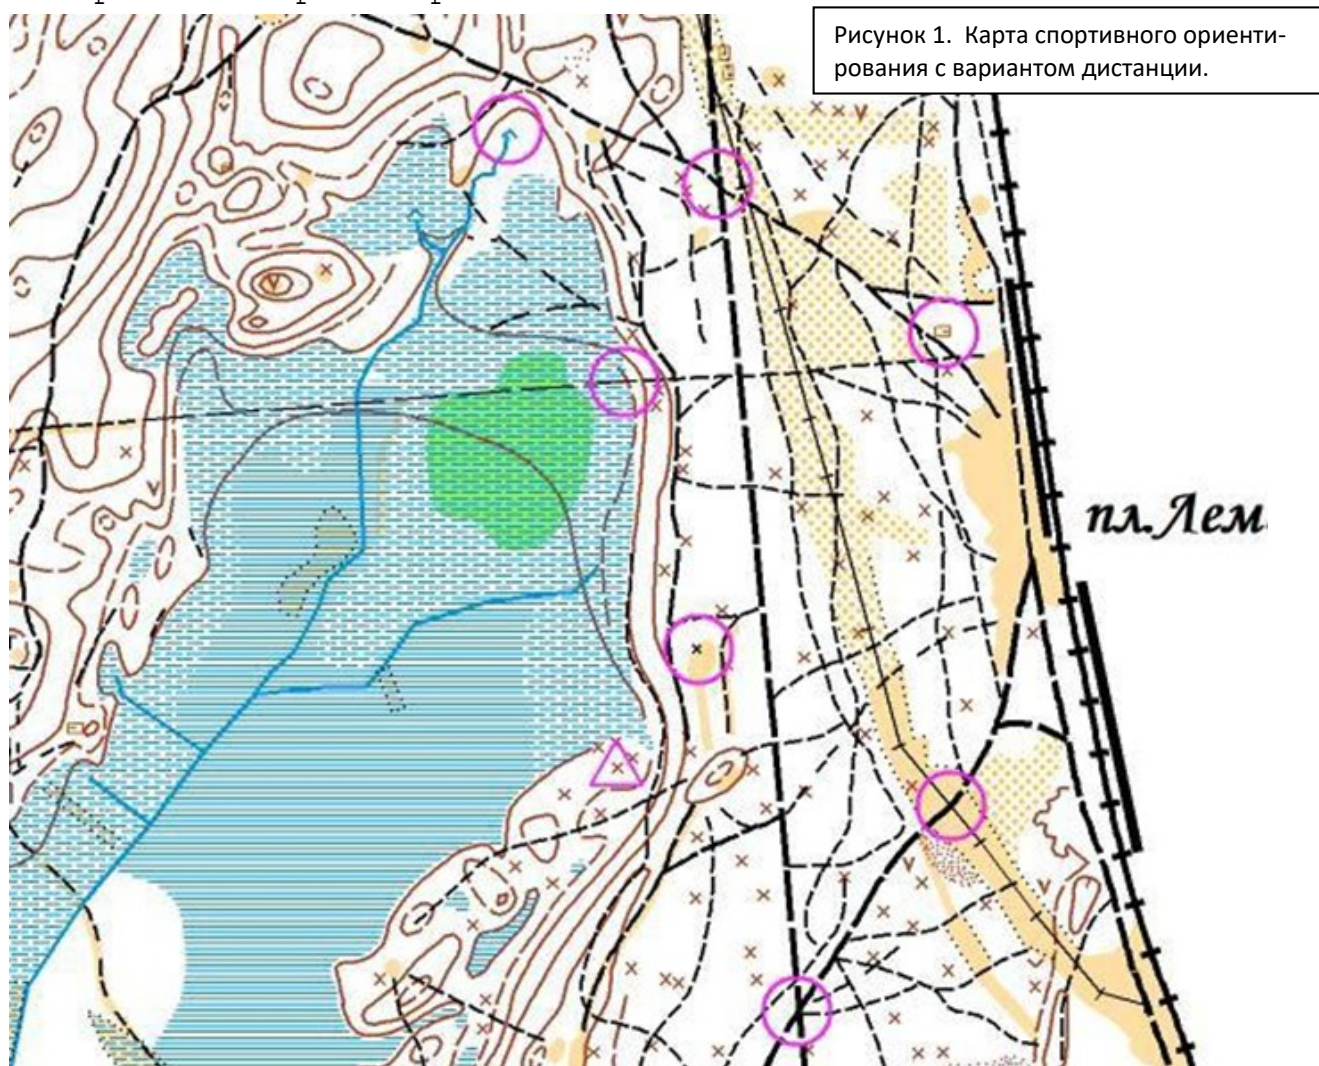 Рисунок 1. Карта спортивного ориенти-
рования с вариантом дистанции.
пл.Лем